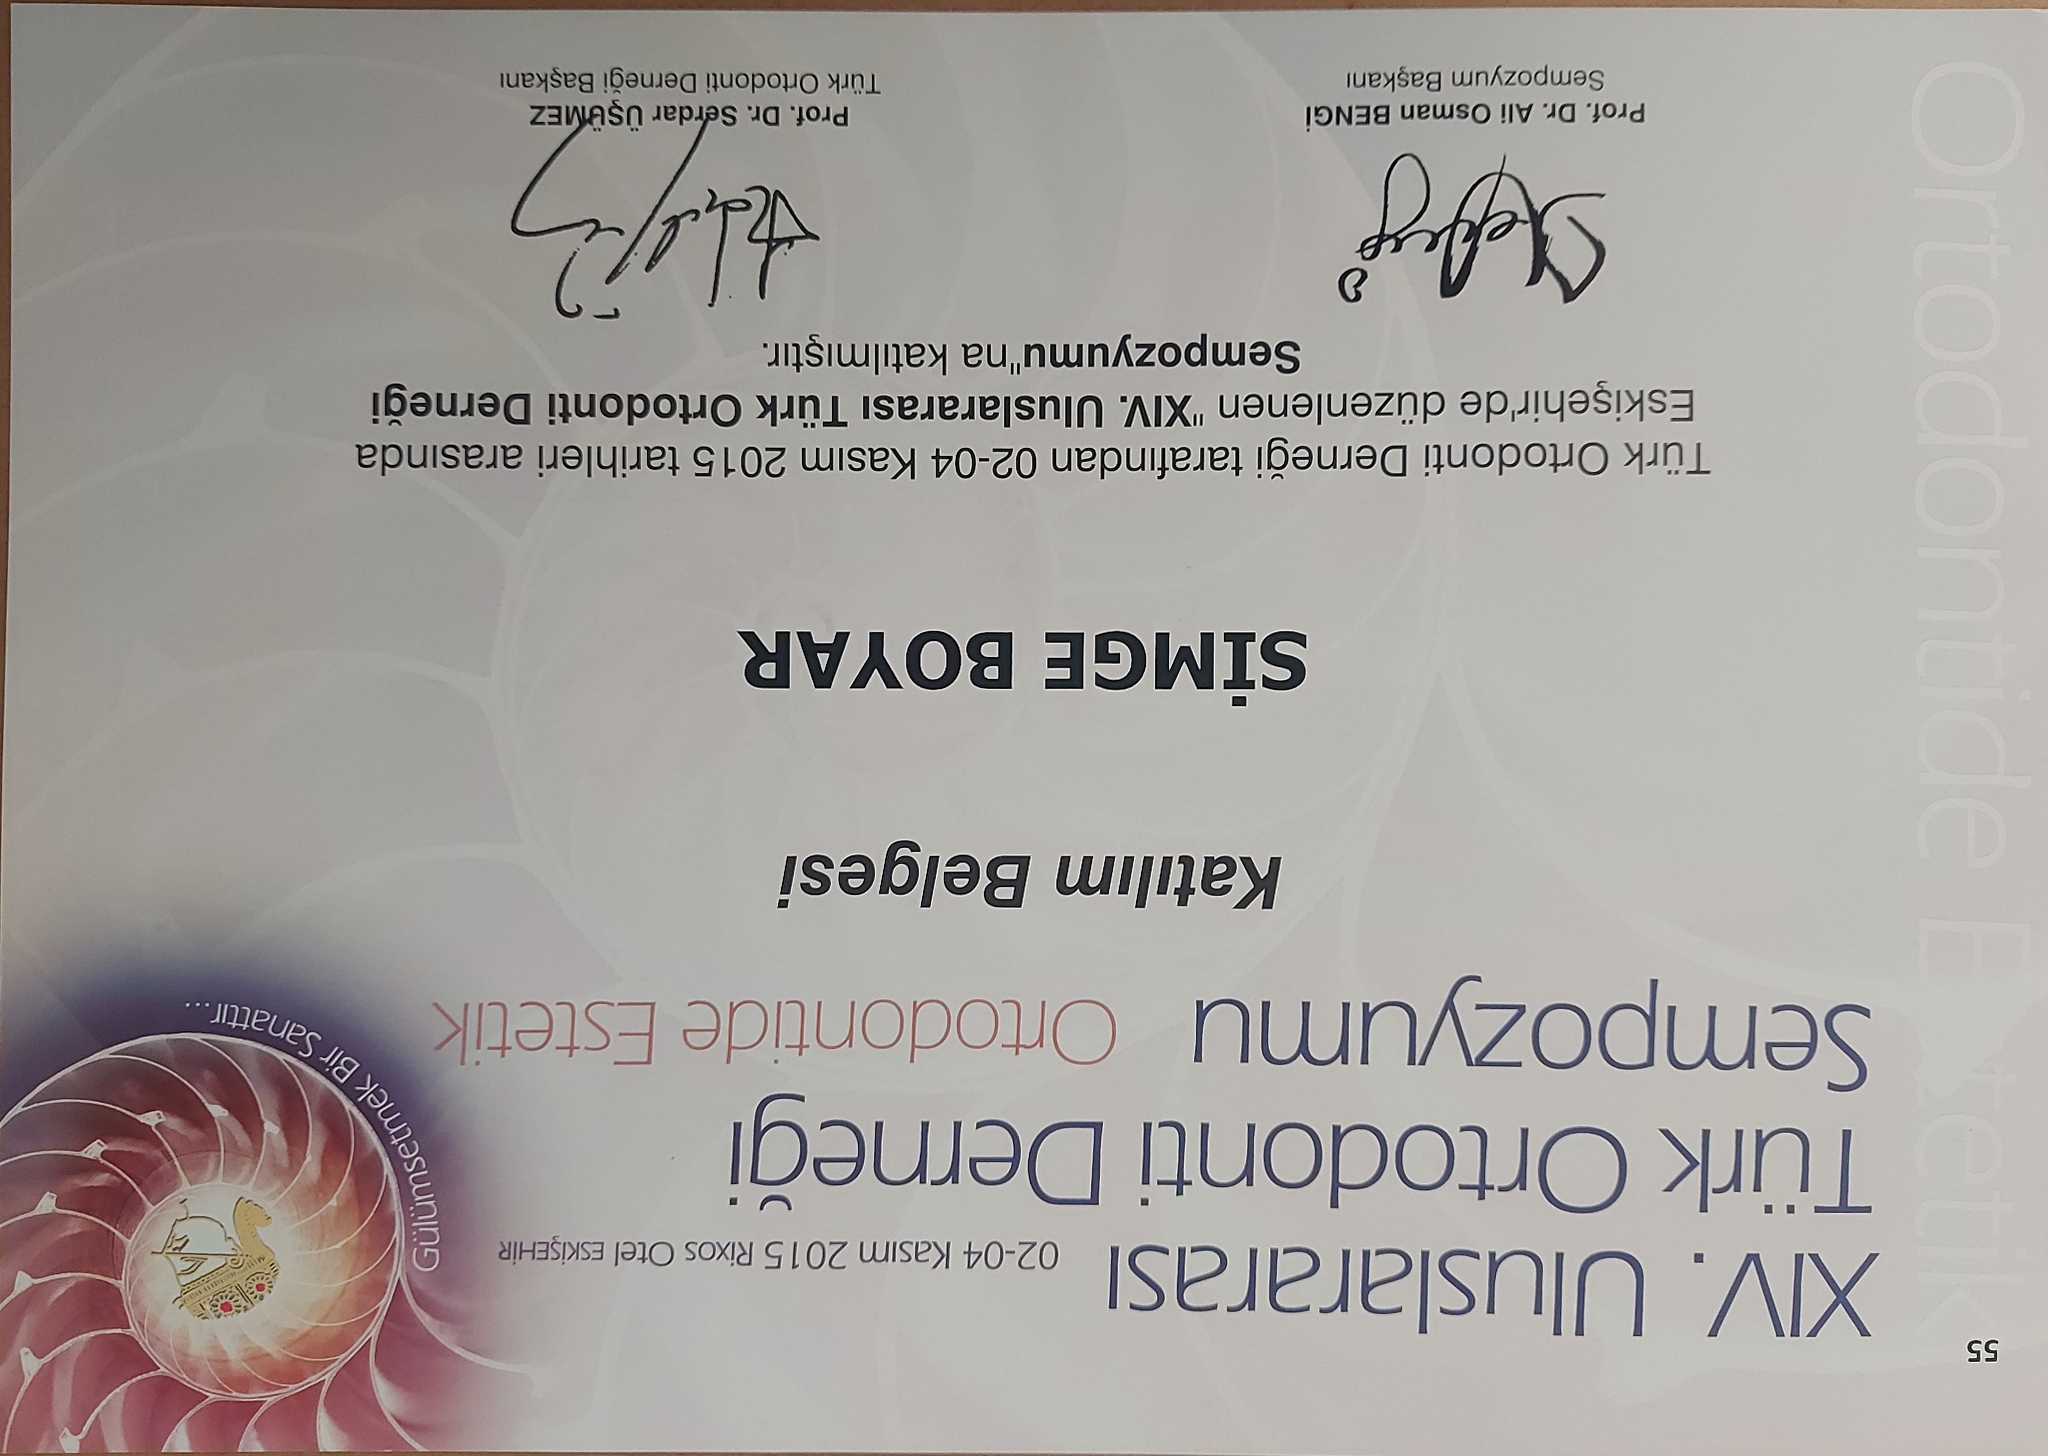 55
XIV. Uluslararası
02-04 Kasım 2015 Rixos Otel ESKİŞEHİR
Türk Ortodonti Derneği
Sempozyumu
Ortodontide Estetik
Gülümsetmek Bir Sanattır...
Katılım Belgesi
SİMGE BOYAR
Türk Ortodonti Derneği tarafından 02-04 Kasım 2015 tarihleri arasında
Eskişehir'de düzenlenen "XIV. Uluslararası Türk Ortodonti Derneği
Sempozyumu"na katılmıştır.
Prof. Dr. Ali Osman BENGİ
Sempozyum Başkanı
Prof. Dr. Serdar ÜŞÜMEZ
Türk Ortodonti Derneği Başkanı
Ortodontide Estetik